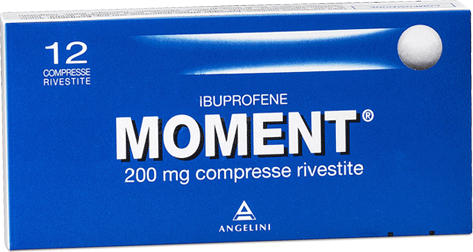 12
COMPRESSE
RIVESTITE
IBUPROFENE
MOMENT®
200 mg compresse rivestite
ANGELINI